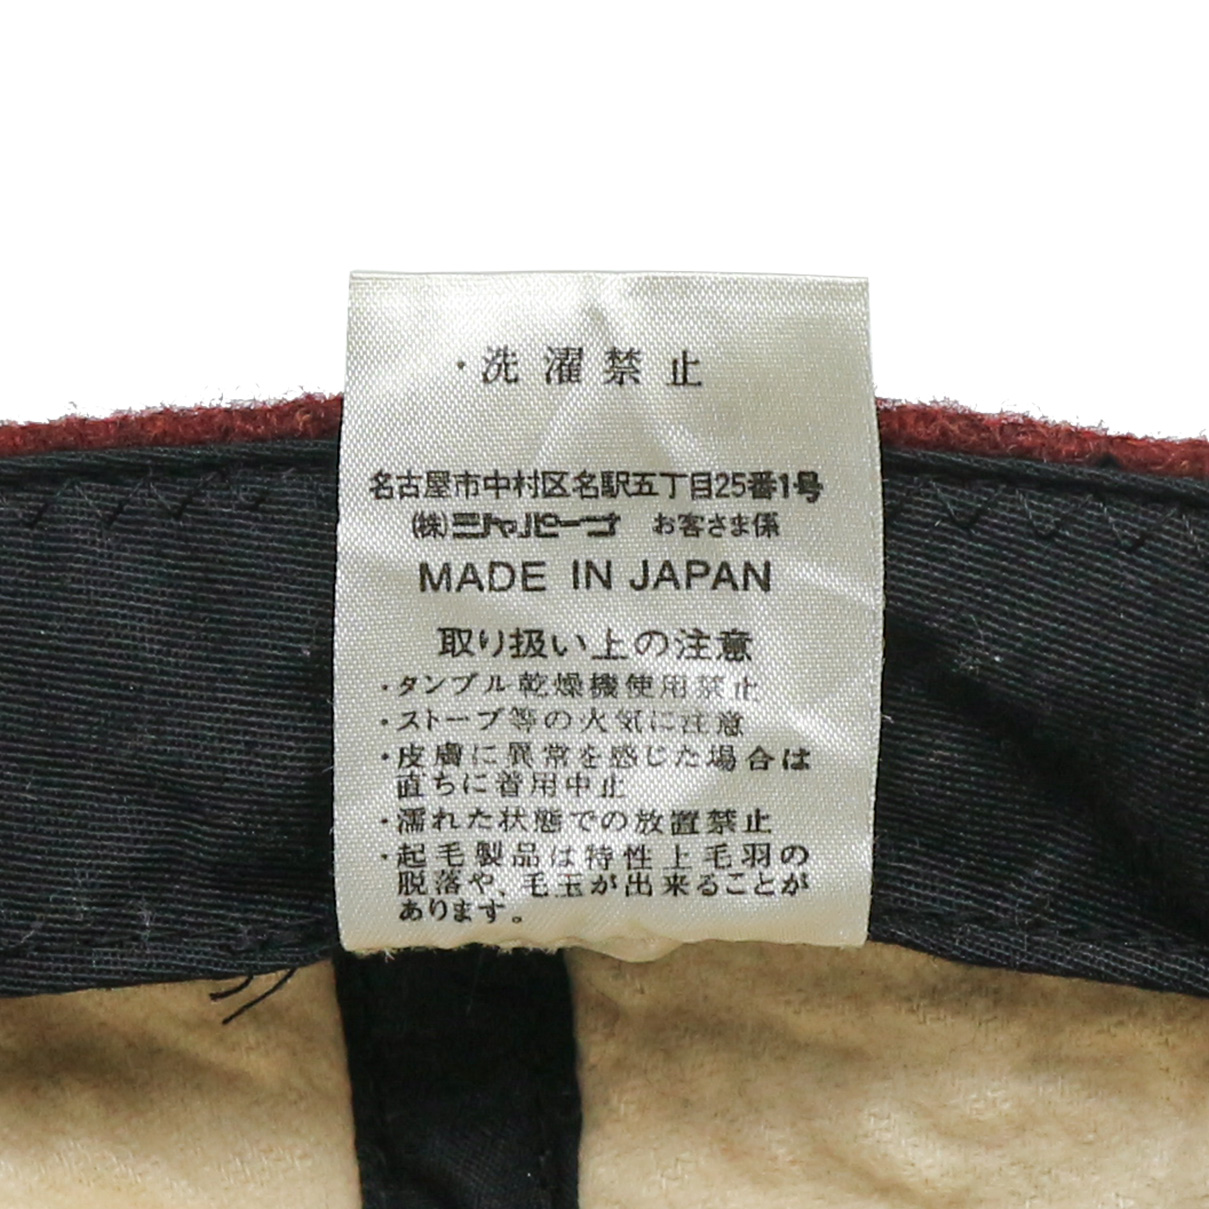 ・洗濯禁止
名古屋市中村区名駅五丁目25番1号
(株)ニャパーゴ お客さま係
MADE IN JAPAN
取り扱い上の注意
・タンブル乾燥機使用禁止
・ストーブ等の火気に注意
・皮膚に異常を感じた場合は
直ちに着用中止
・濡れた状態での放置禁止
・起毛製品は特性上毛羽の
脱落や、毛玉が出来ることが
あります。